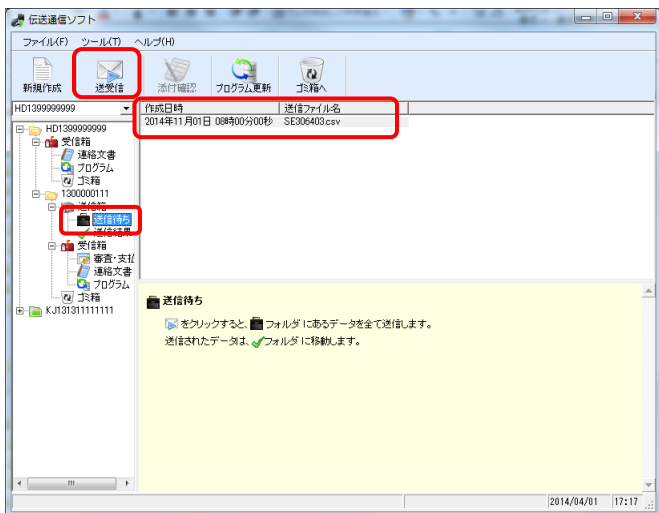 伝送通信ソフト
ファイル(F) ツール(T) ヘルプ(H)
新規作成 送受信 添付確認 プログラム更新 ゴミ箱へ
HD1399999999
作成日時 送信ファイル名
2014年11月01日 08時00分00秒 SE306403.csv
HD1399999999
受信箱
連絡文書
プログラム
ゴミ箱
1300000111
送信箱
送信待ち
送信結果
受信箱
審査・支払
連絡文書
プログラム
ゴミ箱
KJ131311111111
送信待ち
をクリックすると、フォルダにあるデータを全て送信します。
送信されたデータは、フォルダに移動します。
2014/04/01 17:17